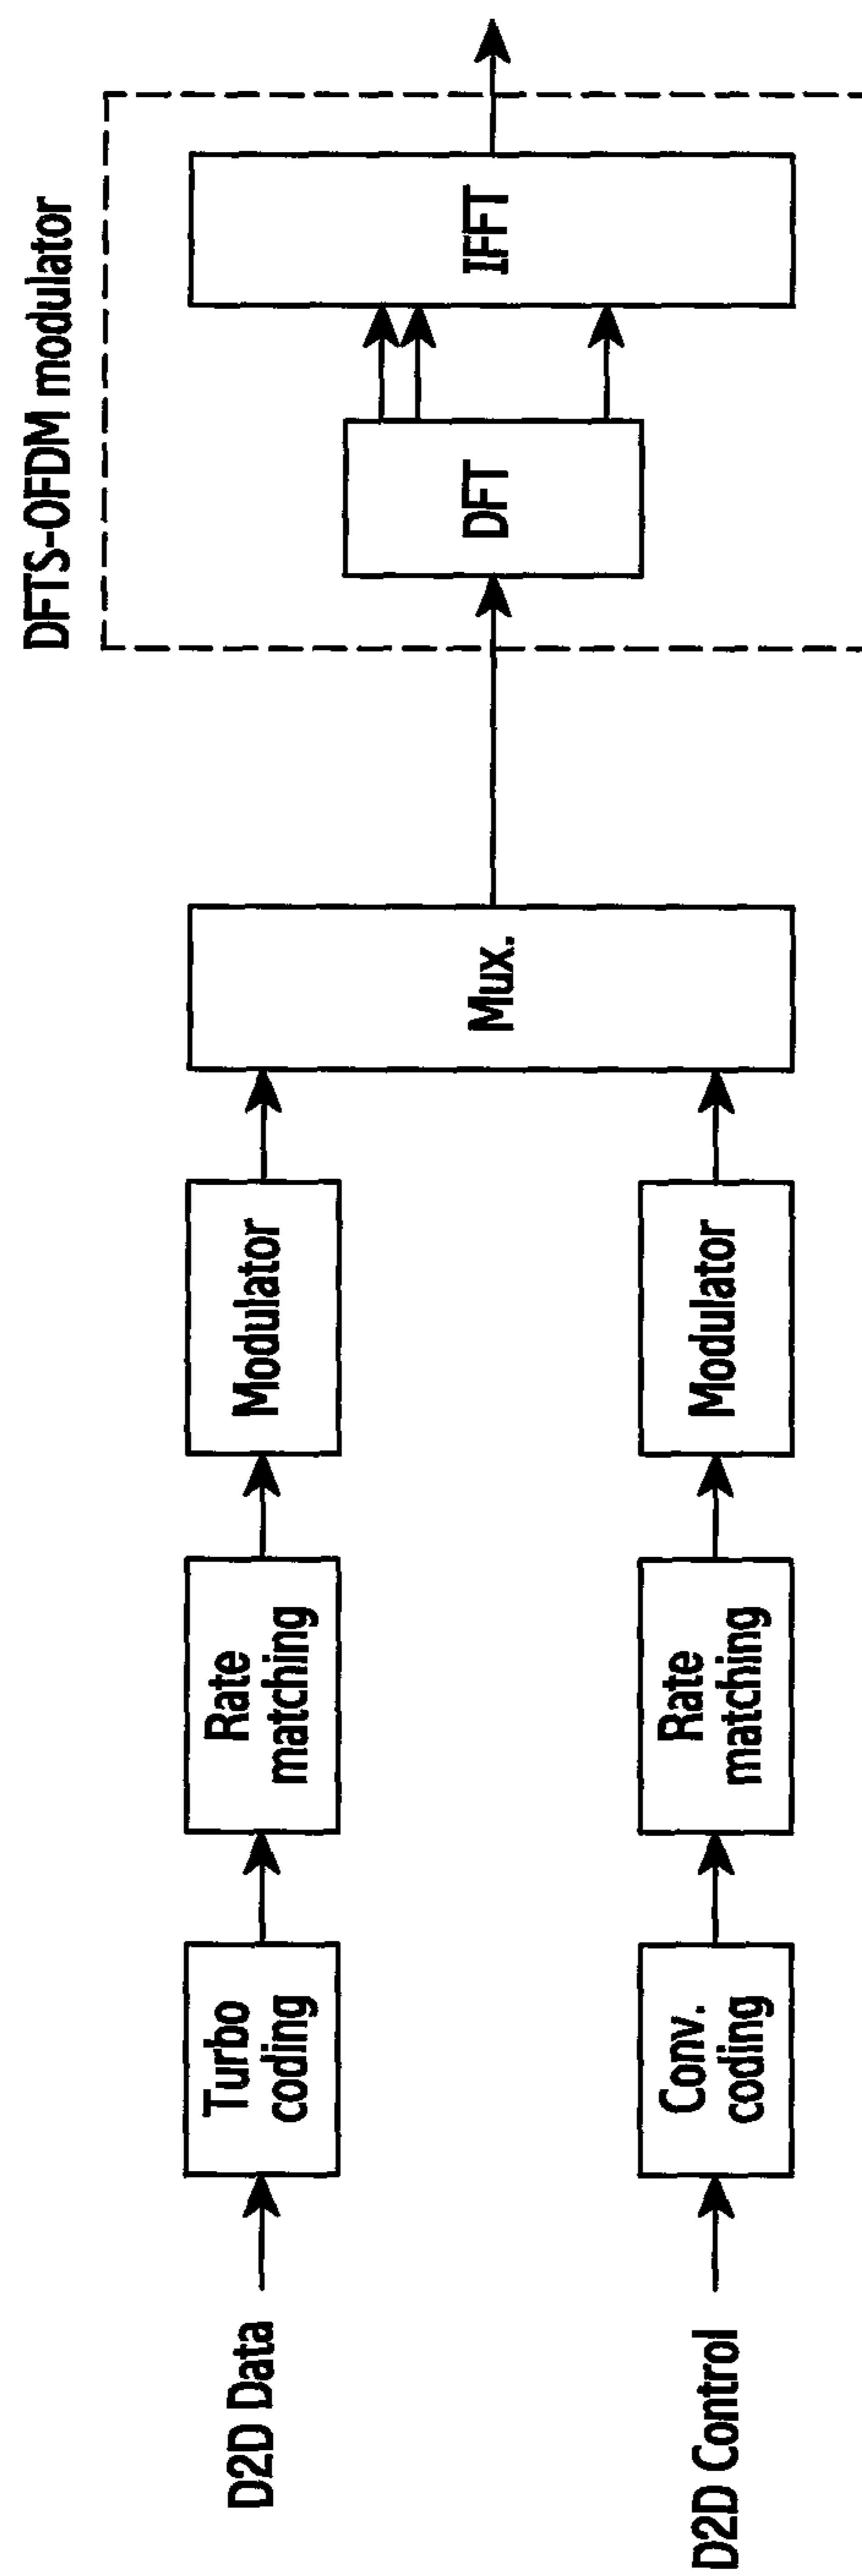 D2D Data
Turbo
coding
Rate
matching
Modulator
D2D Control
Conv.
coding
Rate
matching
Modulator
Mux.
DFTS-OFDM modulator
DFT
IFFT